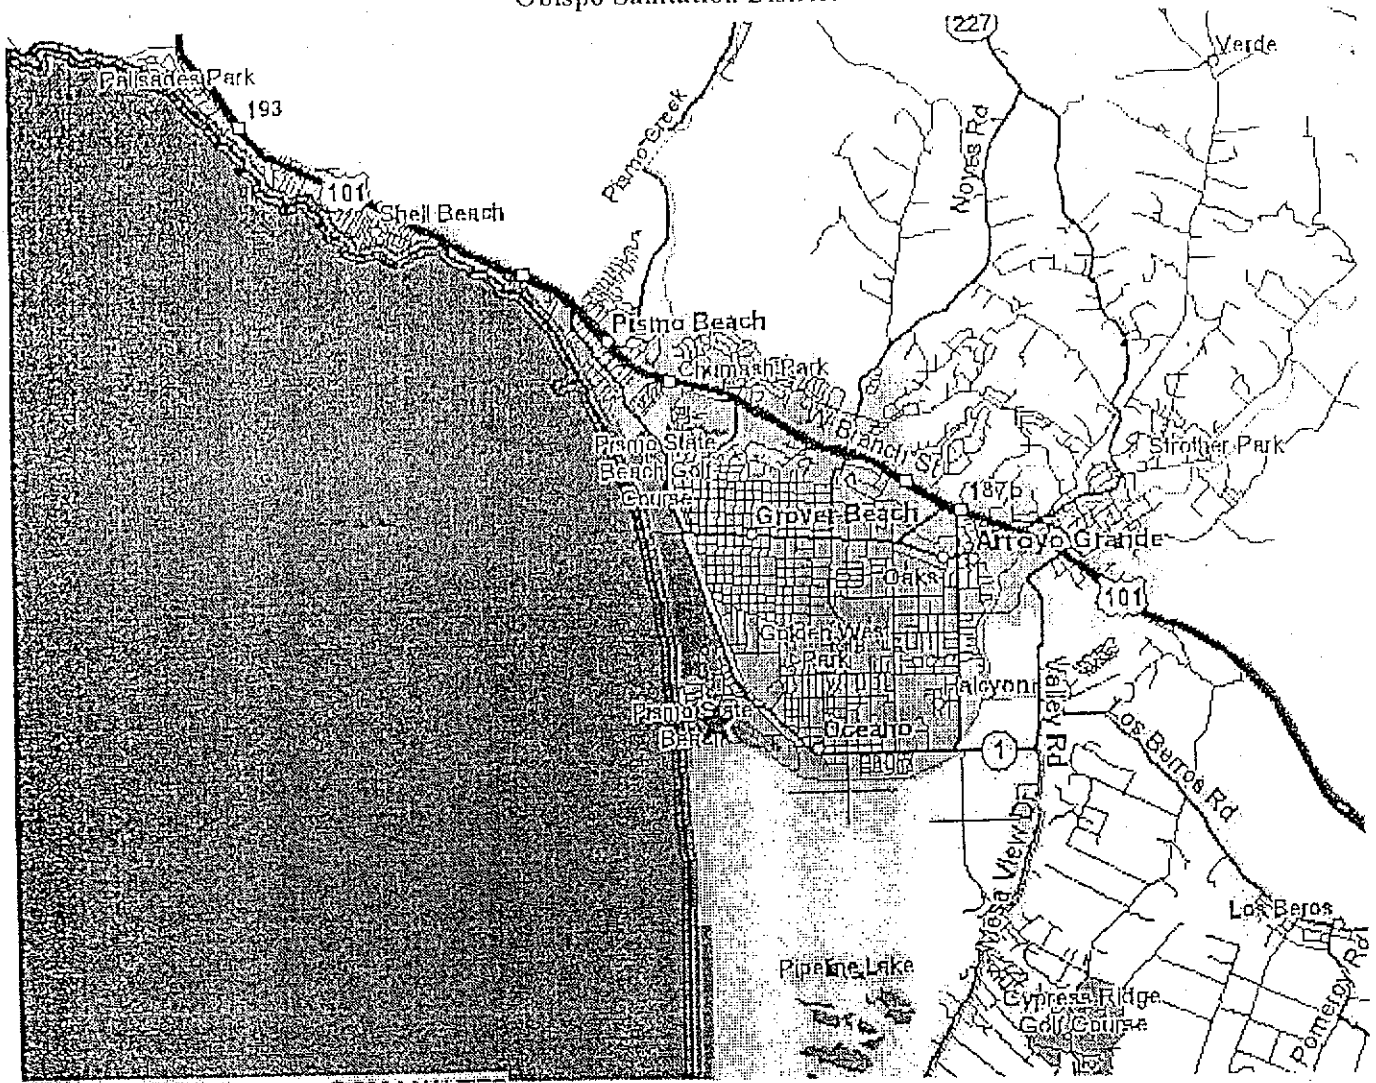 Obispo Sanitation District
227
Verde
Palisades Park
193
Pismo Creek
Noyes Rd
101
Shell Beach
Pismo Beach
Chumash Park
W Branch St
Pismo State
Beach Golf
Course
Strother Park
187b
Grover Beach
Arroyo Grande
Oaks
101
Golden West
Park
Halcyon
Valley Rd
Pismo State
Beach
Oceano
1
Los Berros Rd
Mesa View Dr
Los Beros
Pipeline Lake
Cypress Ridge
Golf Course
Pomeroy Rd